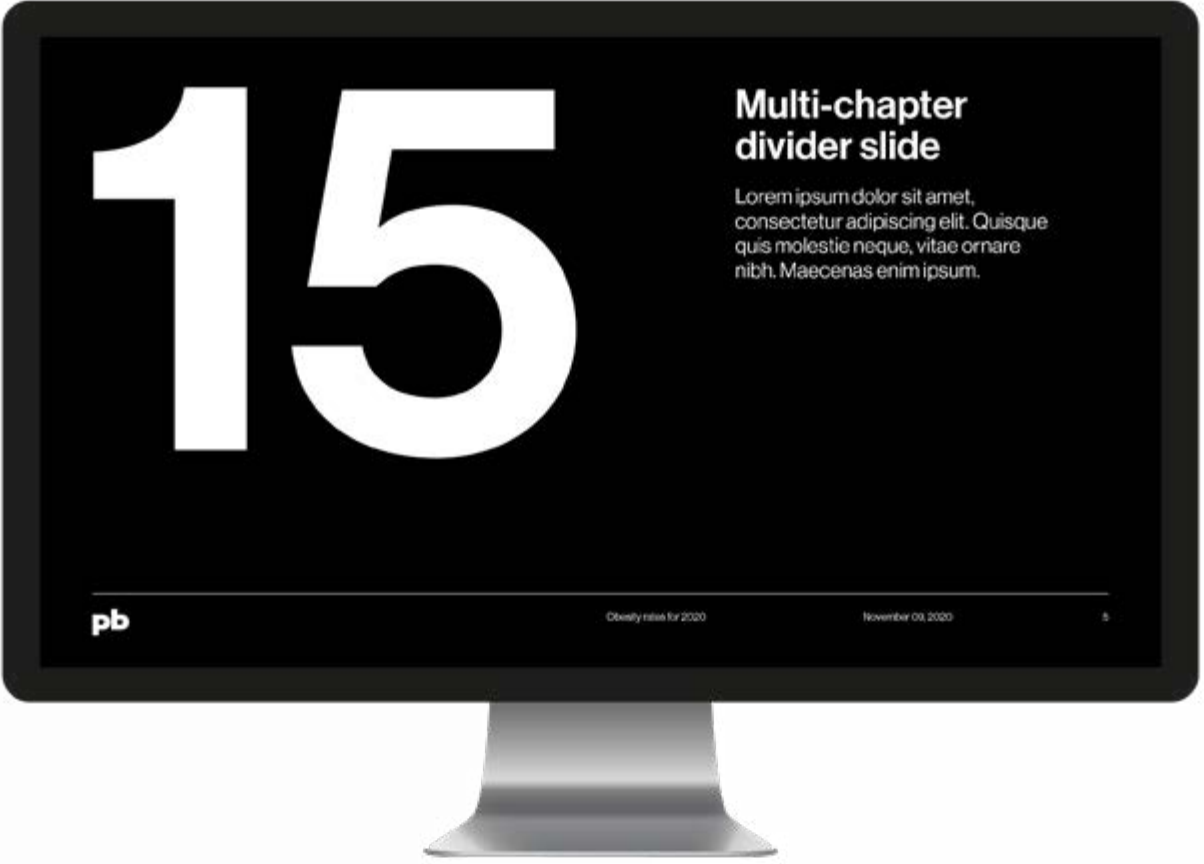 15
Multi-chapter
divider slide
Lorem ipsum dolor sit amet,
consectetur adipiscing elit. Quisque
quis molestie neque, vitae ornare
nibh. Maecenas enim ipsum.
pb
Obesity rates for 2020
November 09, 2020
5